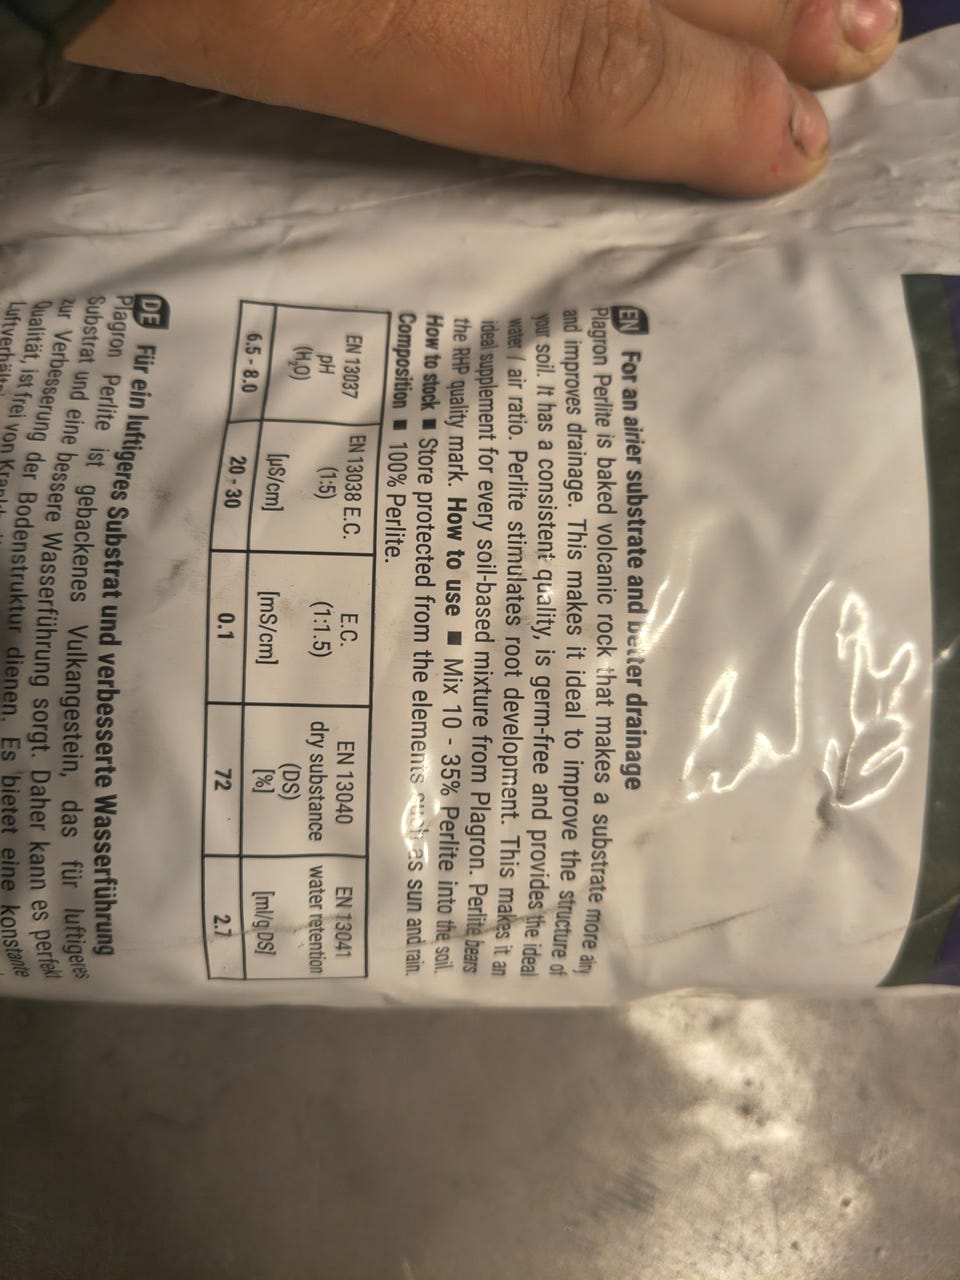 EN For an airier substrate and better drainage
Plagron Perlite is baked volcanic rock that makes a substrate more airy
and improves drainage. This makes it ideal to improve the structure of
your soil. It has a consistent quality, is germ-free and provides the ideal
water / air ratio. Perlite stimulates root development. This makes it an
ideal supplement for every soil-based mixture from Plagron. Perlite bears
the RHP quality mark. How to use ■ Mix 10 - 35% Perlite into the soil.
How to stock ■ Store protected from the elements such as sun and rain.
Composition ■ 100% Perlite.
EN 13037 EN 13038 E.C. E.C. EN 13040 EN 13041
pH (1:5) (1:1.5) dry substance water retention
(H₂O) (DS)
[µS/cm] [mS/cm] [%] [ml/g DS]
6.5 - 8.0 20 - 30 0.1 72 2.7
DE Für ein luftigeres Substrat und verbesserte Wasserführung
Plagron Perlite ist gebackenes Vulkangestein, das für luftigeres
Substrat und eine bessere Wasserführung sorgt. Daher kann es perfekt
zur Verbesserung der Bodenstruktur dienen. Es bietet eine konstante
Qualität, ist frei von